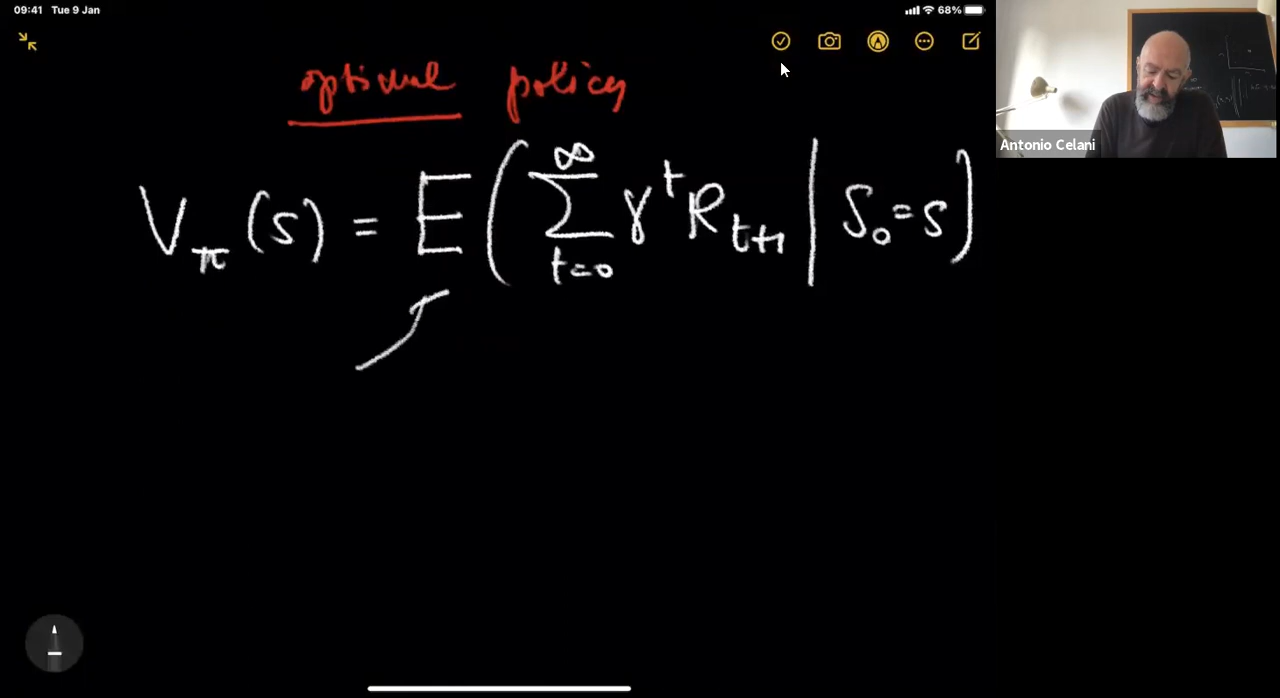 09:41 Tue 9 Jan 68%
Antonio Celani
optimal policy
V_π(s) = E(∑_{t=0}^{∞} γ^t R_{t+1} | S_0=s)